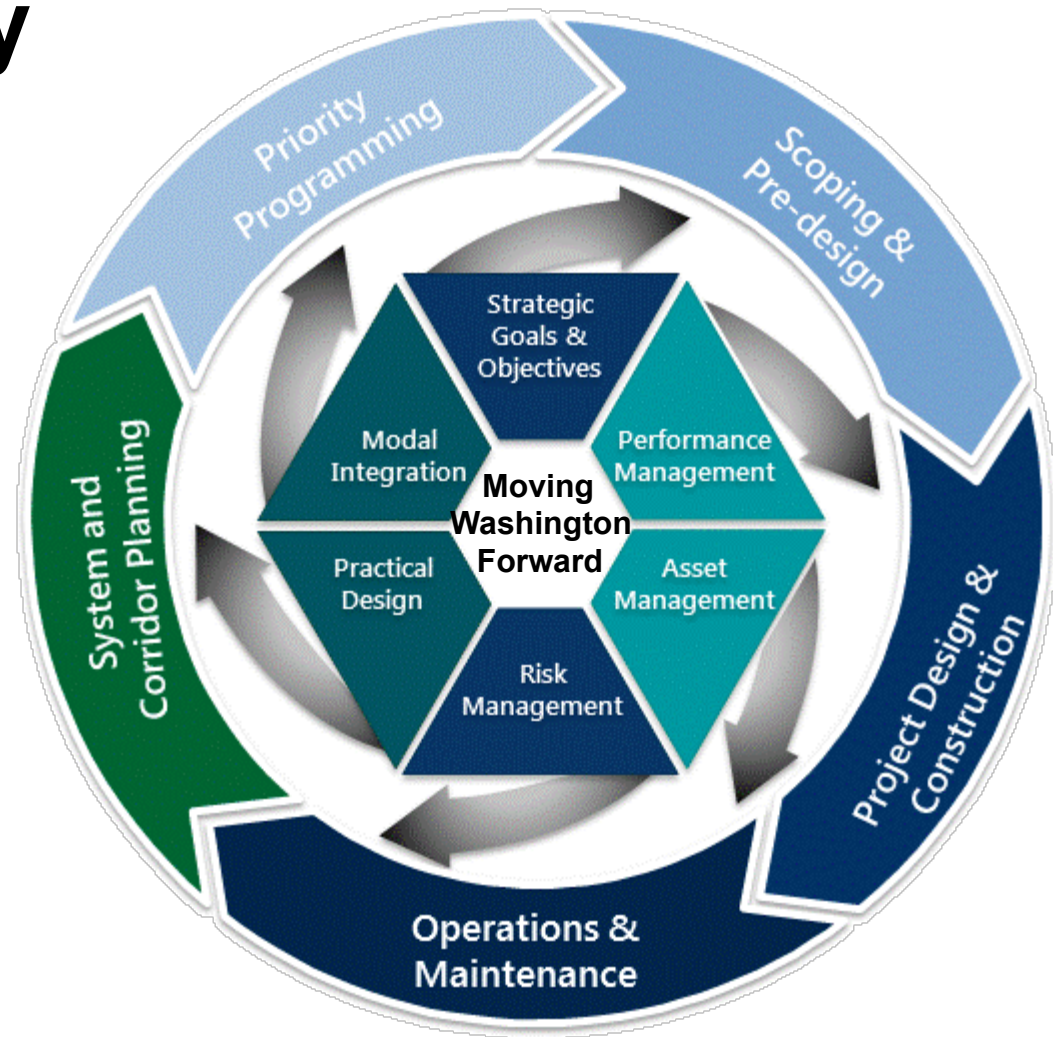 y
Priority
Programming
Scoping &
Pre-design
Strategic
Goals &
Objectives
Modal
Integration
Performance
Management
Moving
Washington
Forward
Practical
Design
Asset
Management
Risk
Management
System and
Corridor Planning
Project Design &
Construction
Operations &
Maintenance